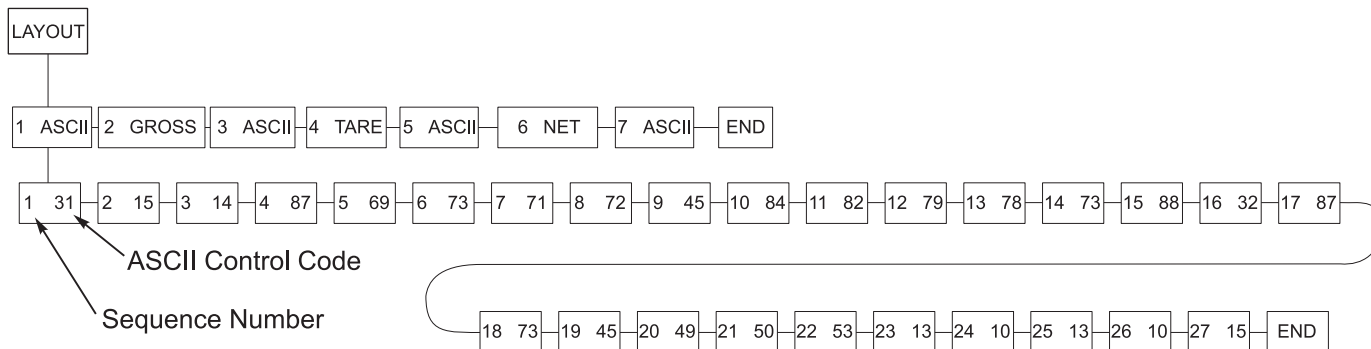 LAYOUT
1 ASCII 2 GROSS 3 ASCII 4 TARE 5 ASCII 6 NET 7 ASCII END
1 31 2 15 3 14 4 87 5 69 6 73 7 71 8 72 9 45 10 84 11 82 12 79 13 78 14 73 15 88 16 32 17 87
ASCII Control Code
Sequence Number
18 73 19 45 20 49 21 50 22 53 23 13 24 10 25 13 26 10 27 15 END